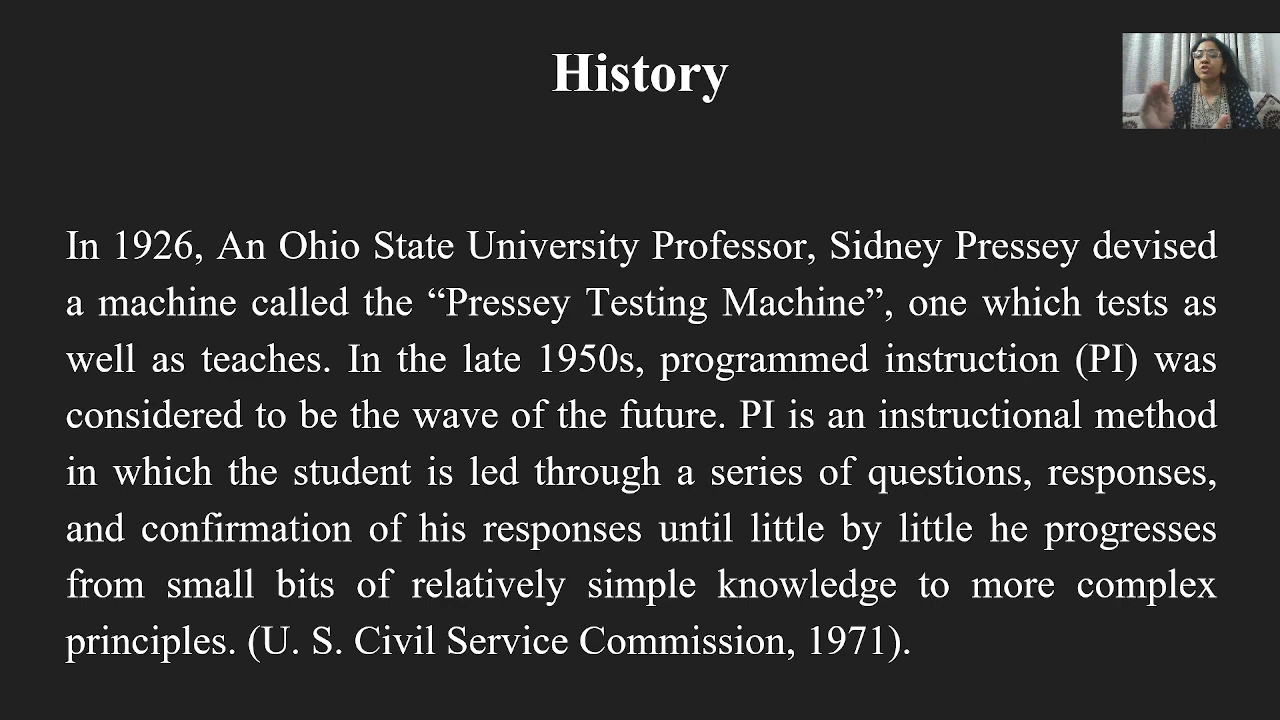 History
In 1926, An Ohio State University Professor, Sidney Pressey devised
a machine called the “Pressey Testing Machine”, one which tests as
well as teaches. In the late 1950s, programmed instruction (PI) was
considered to be the wave of the future. PI is an instructional method
in which the student is led through a series of questions, responses,
and confirmation of his responses until little by little he progresses
from small bits of relatively simple knowledge to more complex
principles. (U. S. Civil Service Commission, 1971).